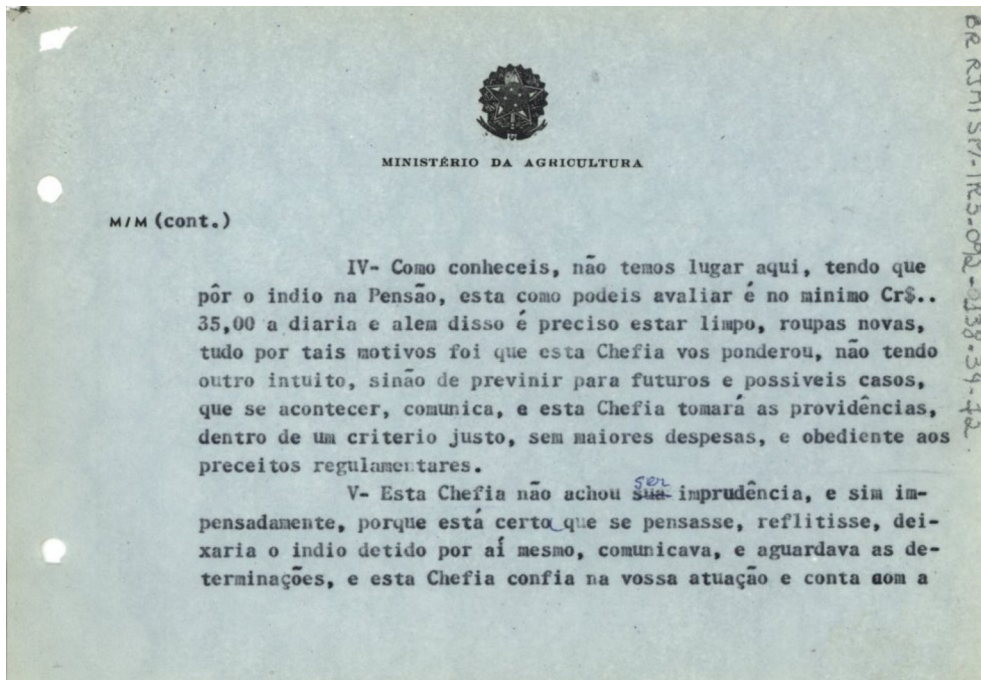 MINISTÉRIO DA AGRICULTURA
M/M (cont.)
IV- Como conheceis, não temos lugar aqui, tendo que
pôr o indio na Pensão, esta como podeis avaliar é no minimo Cr$..
35,00 a diaria e alem disso é preciso estar limpo, roupas novas,
tudo por tais motivos foi que esta Chefia vos ponderou, não tendo
outro intuito, sinão de previnir para futuros e possiveis casos,
que se acontecer, comunica, e esta Chefia tomará as providências,
dentro de um criterio justo, sem maiores despesas, e obediente aos
preceitos regulamentares.
ser
V- Esta Chefia não achou sua imprudência, e sim im-
pensadamente, porque está certo que se pensasse, reflitisse, dei-
xaria o indio detido por aí mesmo, comunicava, e aguardava as de-
terminações, e esta Chefia confia na vossa atuação e conta com a